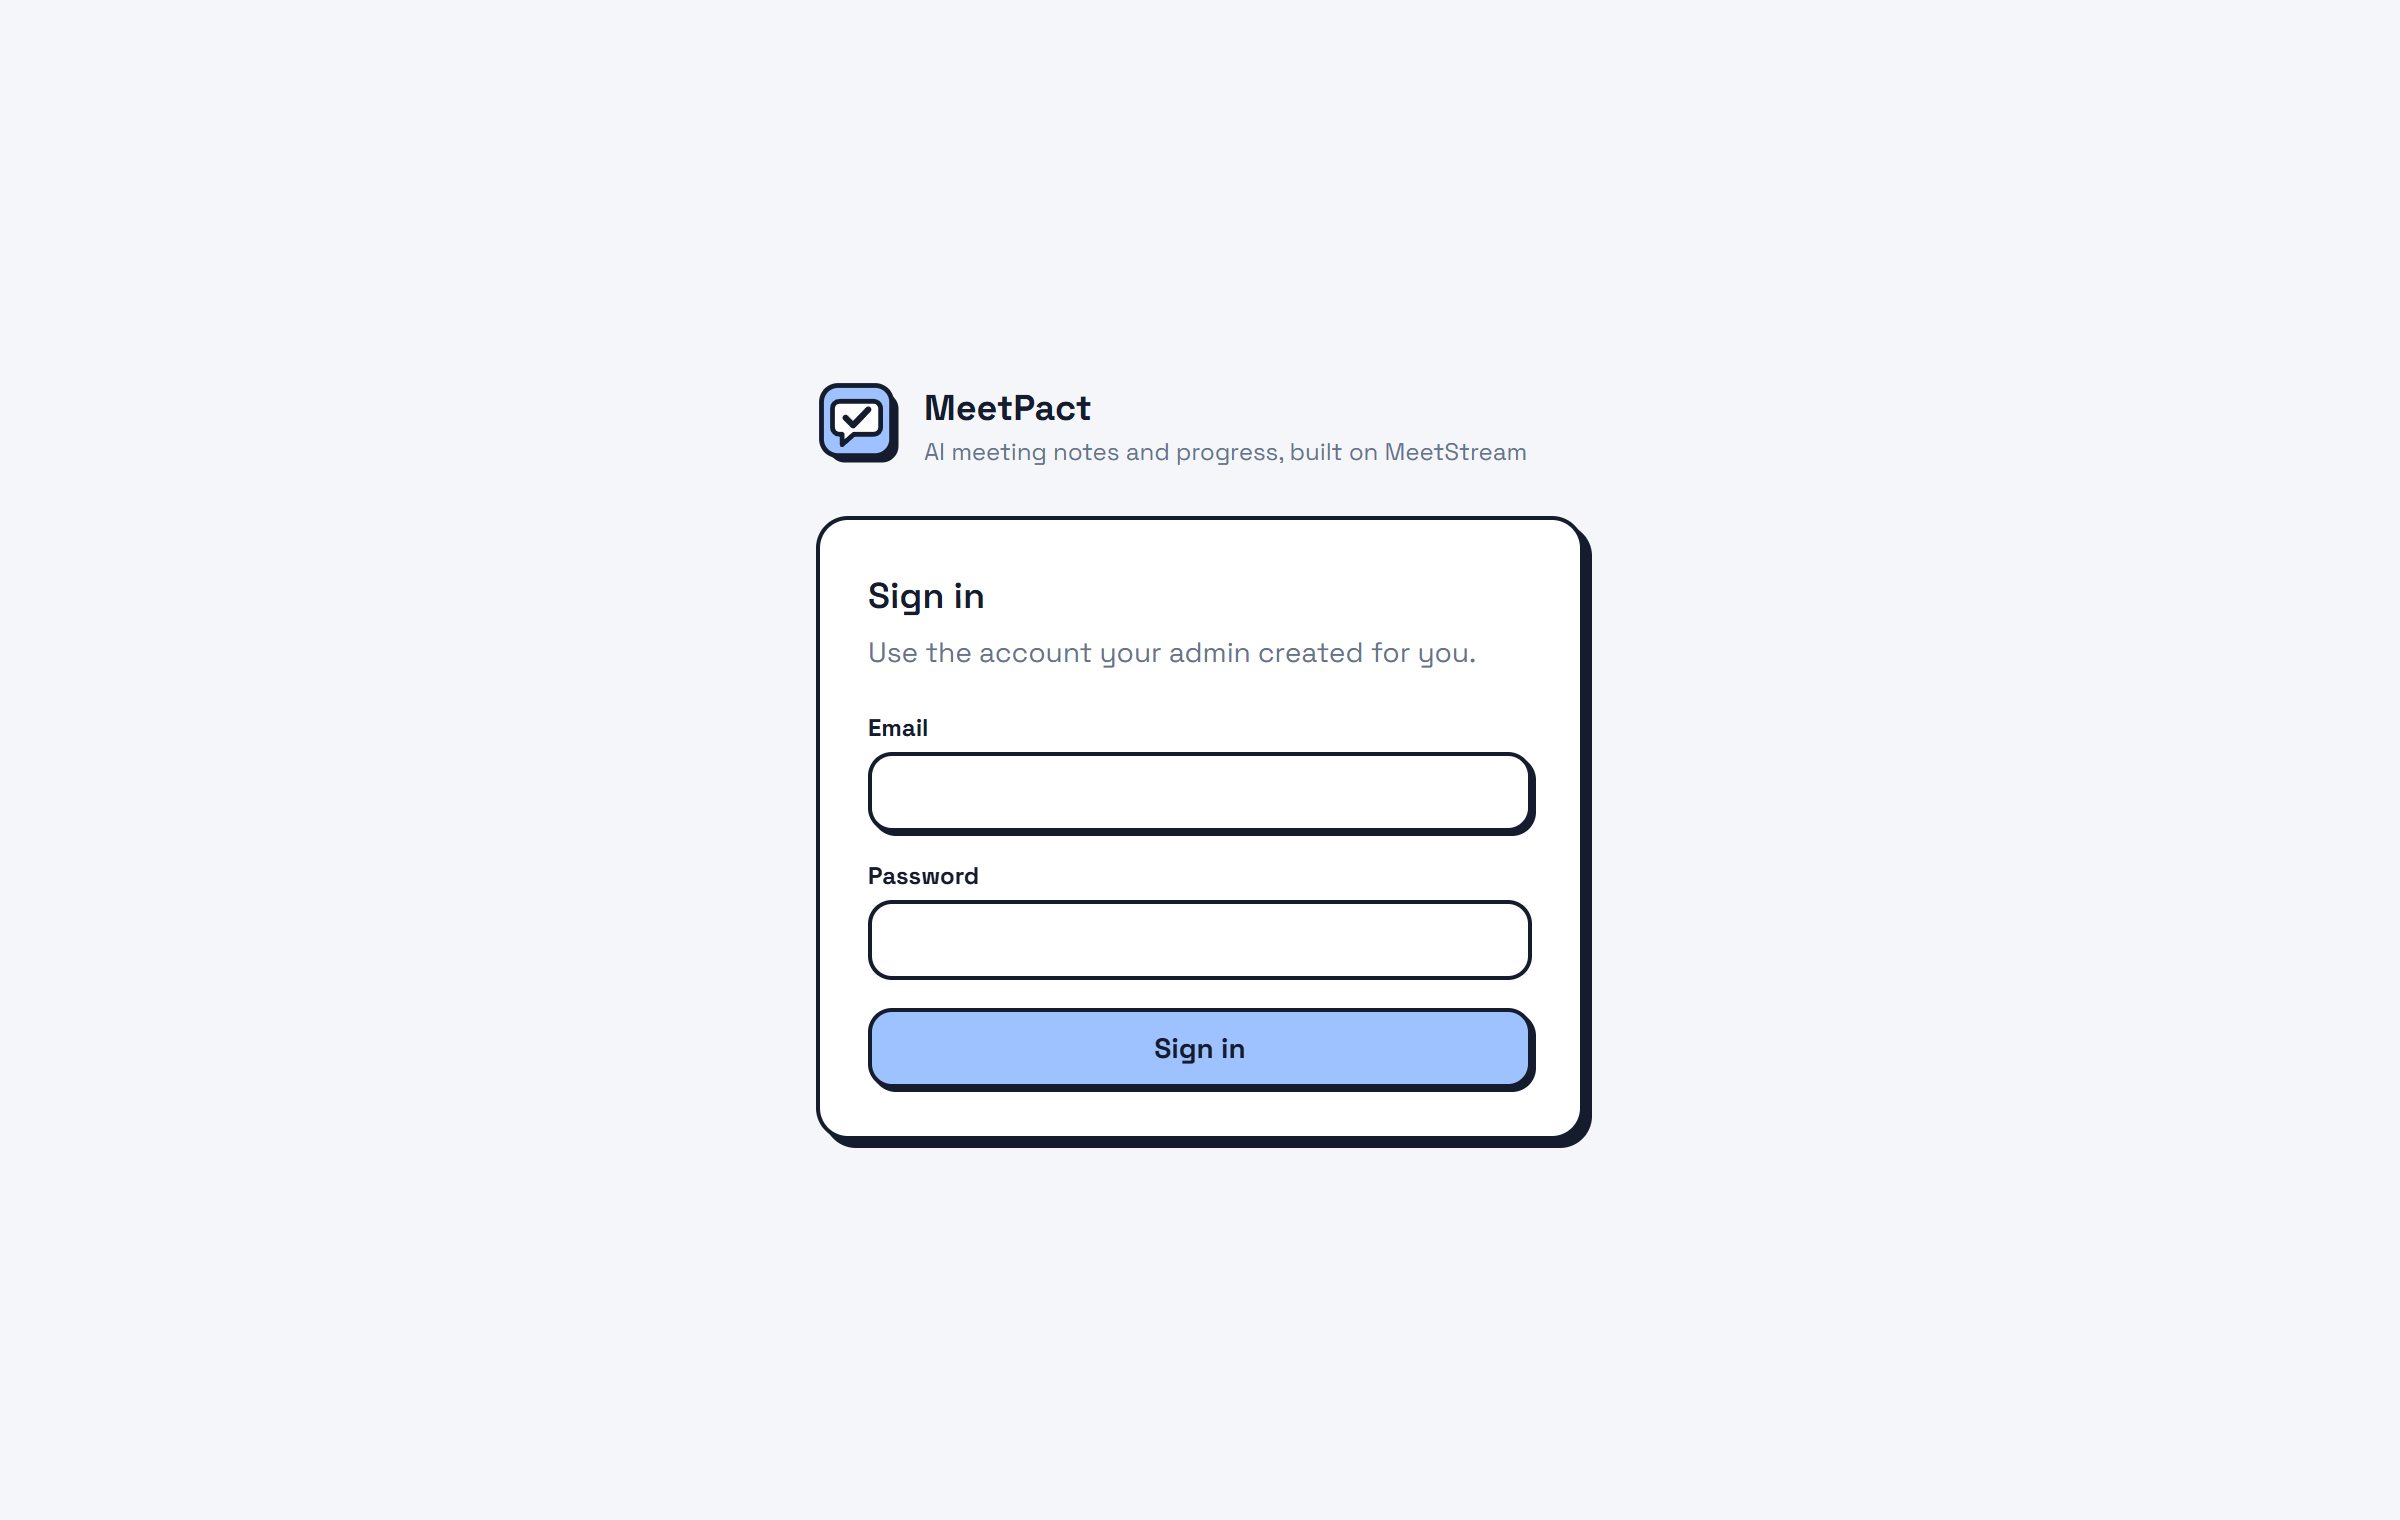 MeetPact
AI meeting notes and progress, built on MeetStream
Sign in
Use the account your admin created for you.
Email
Password
Sign in